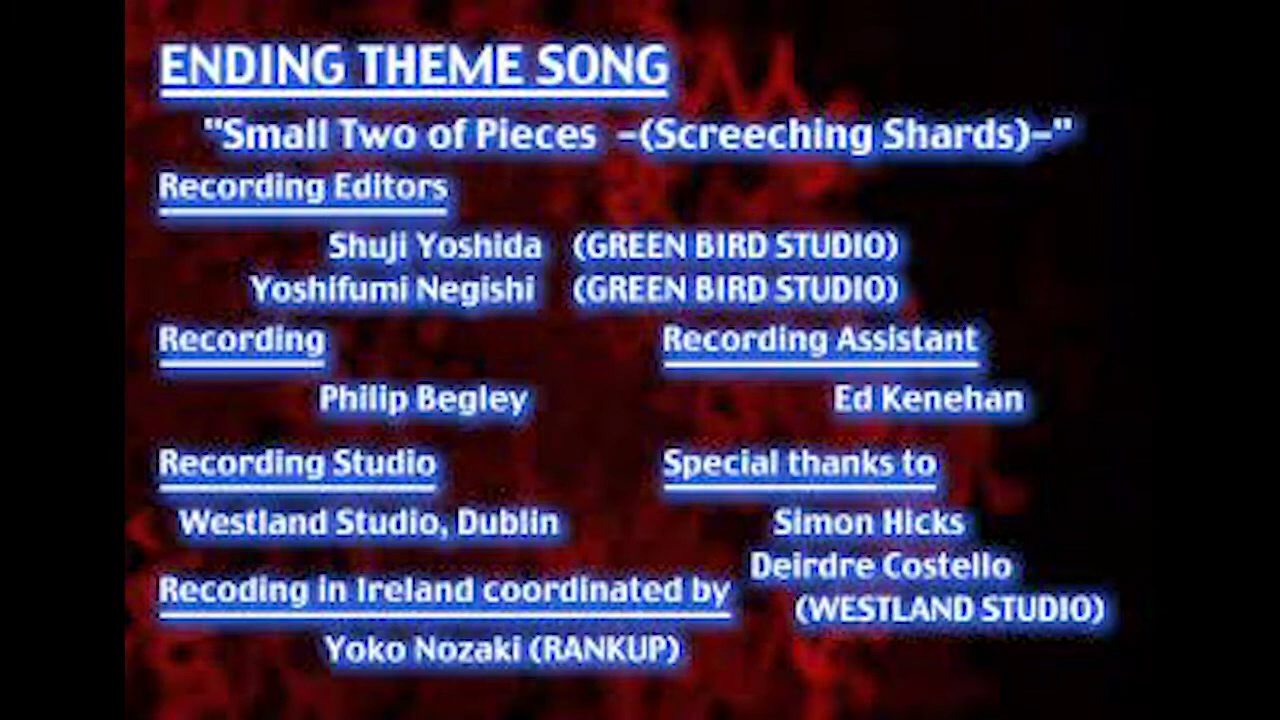 ENDING THEME SONG
"Small Two of Pieces -(Screeching Shards)-"
Recording Editors
Shuji Yoshida (GREEN BIRD STUDIO)
Yoshifumi Negishi (GREEN BIRD STUDIO)
Recording
Philip Begley
Recording Assistant
Ed Kenehan
Recording Studio
Westland Studio, Dublin
Special thanks to
Simon Hicks
Deirdre Costello
(WESTLAND STUDIO)
Recoding in Ireland coordinated by
Yoko Nozaki (RANKUP)